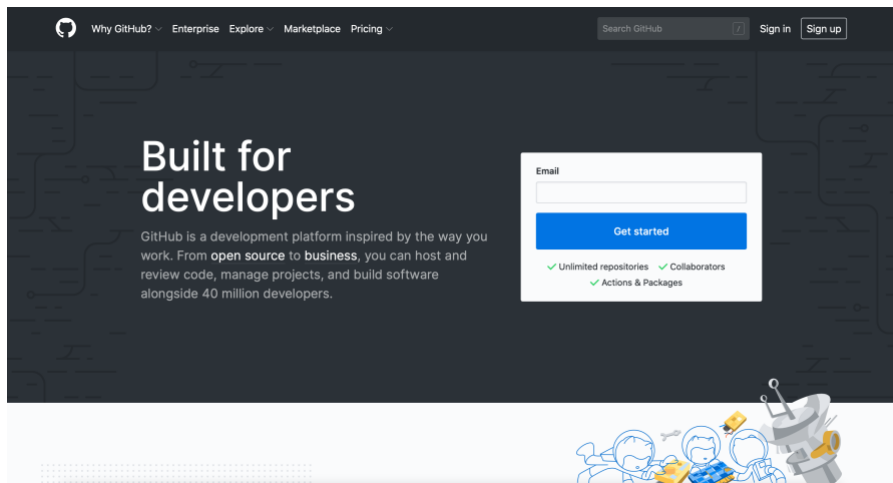 Why GitHub? Enterprise Explore Marketplace Pricing Search GitHub / Sign in Sign up
Built for
developers
GitHub is a development platform inspired by the way you
work. From open source to business, you can host and
review code, manage projects, and build software
alongside 40 million developers.
Email
Get started
Unlimited repositories Collaborators
Actions & Packages